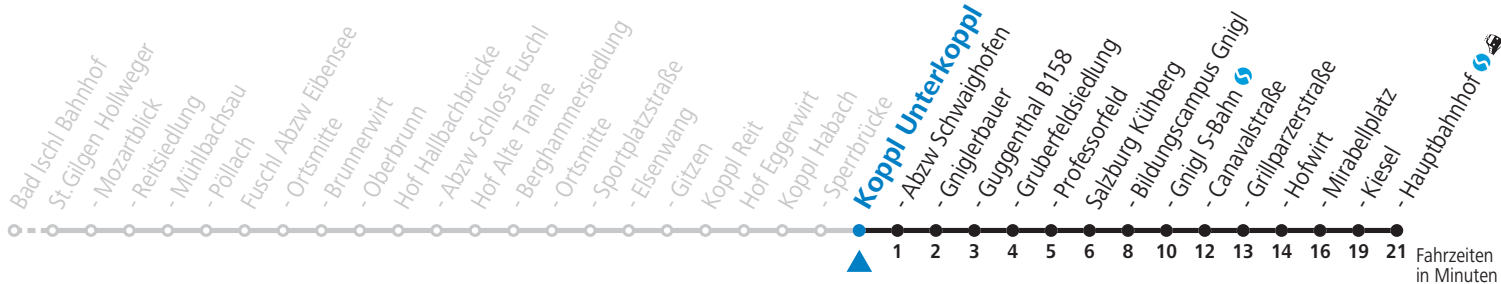 Bad Ischl Bahnhof
St.Gilgen Hollweger
- Mozartblick
- Reitsiedlung
- Mühlbachsau
- Pöllach
Fuschl Abzw Eibensee
- Ortsmitte
- Brunnenwirt
- Oberbrunn
Hof Hallbachbrücke
- Abzw Schloss Fuschl
Hof Alte Tanne
- Berghammersiedlung
- Ortsmitte
- Sportplatzstraße
- Elsenwang
- Gitzen
Koppl Reit
Hof Eggerwirt
Koppl Habach
- Sperrbrücke
Koppl Unterkoppl
- Abzw Schwaighofen
- Gniglerbauer
- Guggenthal B158
- Gruberfeldsiedlung
- Professorfeld
Salzburg Kühberg
- Bildungscampus Gnigl
- Gnigl S-Bahn
- Canavalstraße
- Grillparzerstraße
- Hofwirt
- Mirabellplatz
- Kiesel
- Hauptbahnhof
1 2 3 4 5 6 8 10 12 13 14 16 19 21 Fahrzeiten
in Minuten